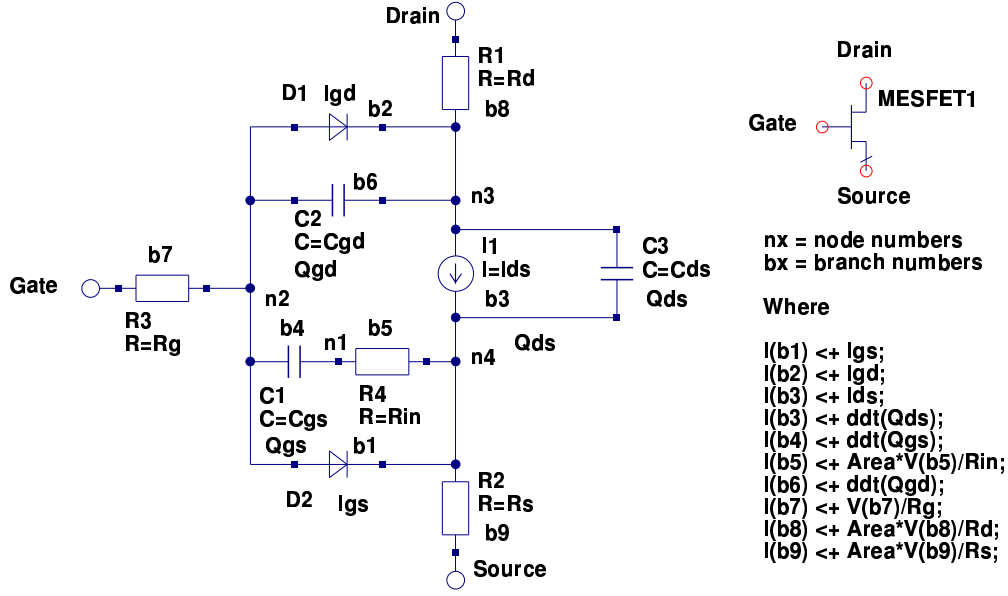 Drain
R1
R=Rd
b8
D1 Igd
b2
b6
n3
C2
C=Cgd
Qgd
I1
I=Ids
b3
C3
C=Cds
Qds
Qds
b7
Gate
R3
R=Rg
n2
b4
n1
b5
n4
C1
C=Cgs
Qgs
R4
R=Rin
b1
D2 Igs
R2
R=Rs
b9
Source
Drain
MESFET1
Gate
Source
nx = node numbers
bx = branch numbers
Where
I(b1) <+ Igs;
I(b2) <+ Igd;
I(b3) <+ Ids;
I(b3) <+ ddt(Qds);
I(b4) <+ ddt(Qgs);
I(b5) <+ Area*V(b5)/Rin;
I(b6) <+ ddt(Qgd);
I(b7) <+ V(b7)/Rg;
I(b8) <+ Area*V(b8)/Rd;
I(b9) <+ Area*V(b9)/Rs;